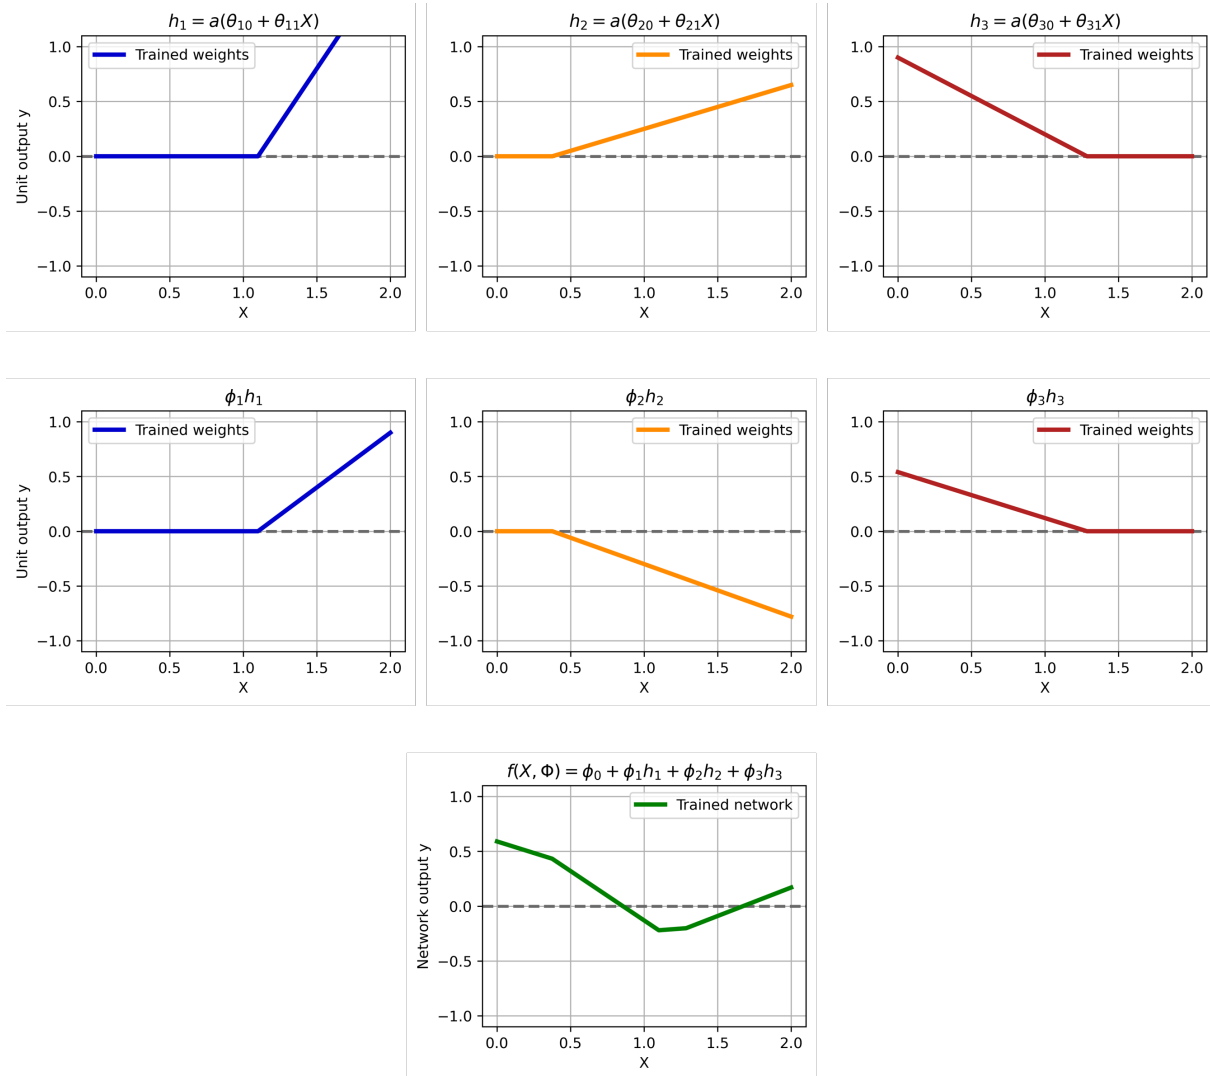 h₁ = a(θ₁₀ + θ₁₁X)
Trained weights
Unit output y
1.0
0.5
0.0
−0.5
−1.0
0.0 0.5 1.0 1.5 2.0
X
h₂ = a(θ₂₀ + θ₂₁X)
Trained weights
1.0
0.5
0.0
−0.5
−1.0
0.0 0.5 1.0 1.5 2.0
X
h₃ = a(θ₃₀ + θ₃₁X)
Trained weights
1.0
0.5
0.0
−0.5
−1.0
0.0 0.5 1.0 1.5 2.0
X
ϕ₁h₁
Trained weights
Unit output y
1.0
0.5
0.0
−0.5
−1.0
0.0 0.5 1.0 1.5 2.0
X
ϕ₂h₂
Trained weights
1.0
0.5
0.0
−0.5
−1.0
0.0 0.5 1.0 1.5 2.0
X
ϕ₃h₃
Trained weights
1.0
0.5
0.0
−0.5
−1.0
0.0 0.5 1.0 1.5 2.0
X
f(X, Φ) = ϕ₀ + ϕ₁h₁ + ϕ₂h₂ + ϕ₃h₃
Trained network
Network output y
1.0
0.5
0.0
−0.5
−1.0
0.0 0.5 1.0 1.5 2.0
X